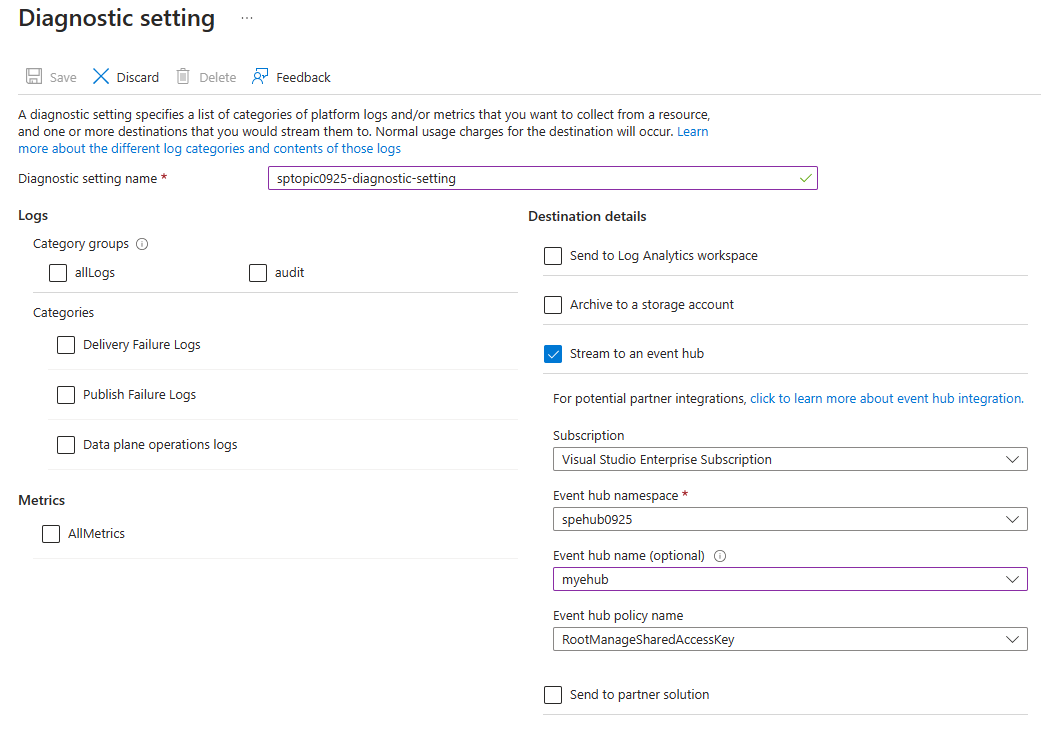 Diagnostic setting ...
Save Discard Delete Feedback
A diagnostic setting specifies a list of categories of platform logs and/or metrics that you want to collect from a resource,
and one or more destinations that you would stream them to. Normal usage charges for the destination will occur. Learn
more about the different log categories and contents of those logs
Diagnostic setting name * sptopic0925-diagnostic-setting
Logs
Category groups
allLogs audit
Categories
Delivery Failure Logs
Publish Failure Logs
Data plane operations logs
Metrics
AllMetrics
Destination details
Send to Log Analytics workspace
Archive to a storage account
Stream to an event hub
For potential partner integrations, click to learn more about event hub integration.
Subscription
Visual Studio Enterprise Subscription
Event hub namespace *
spehub0925
Event hub name (optional)
myehub
Event hub policy name
RootManageSharedAccessKey
Send to partner solution